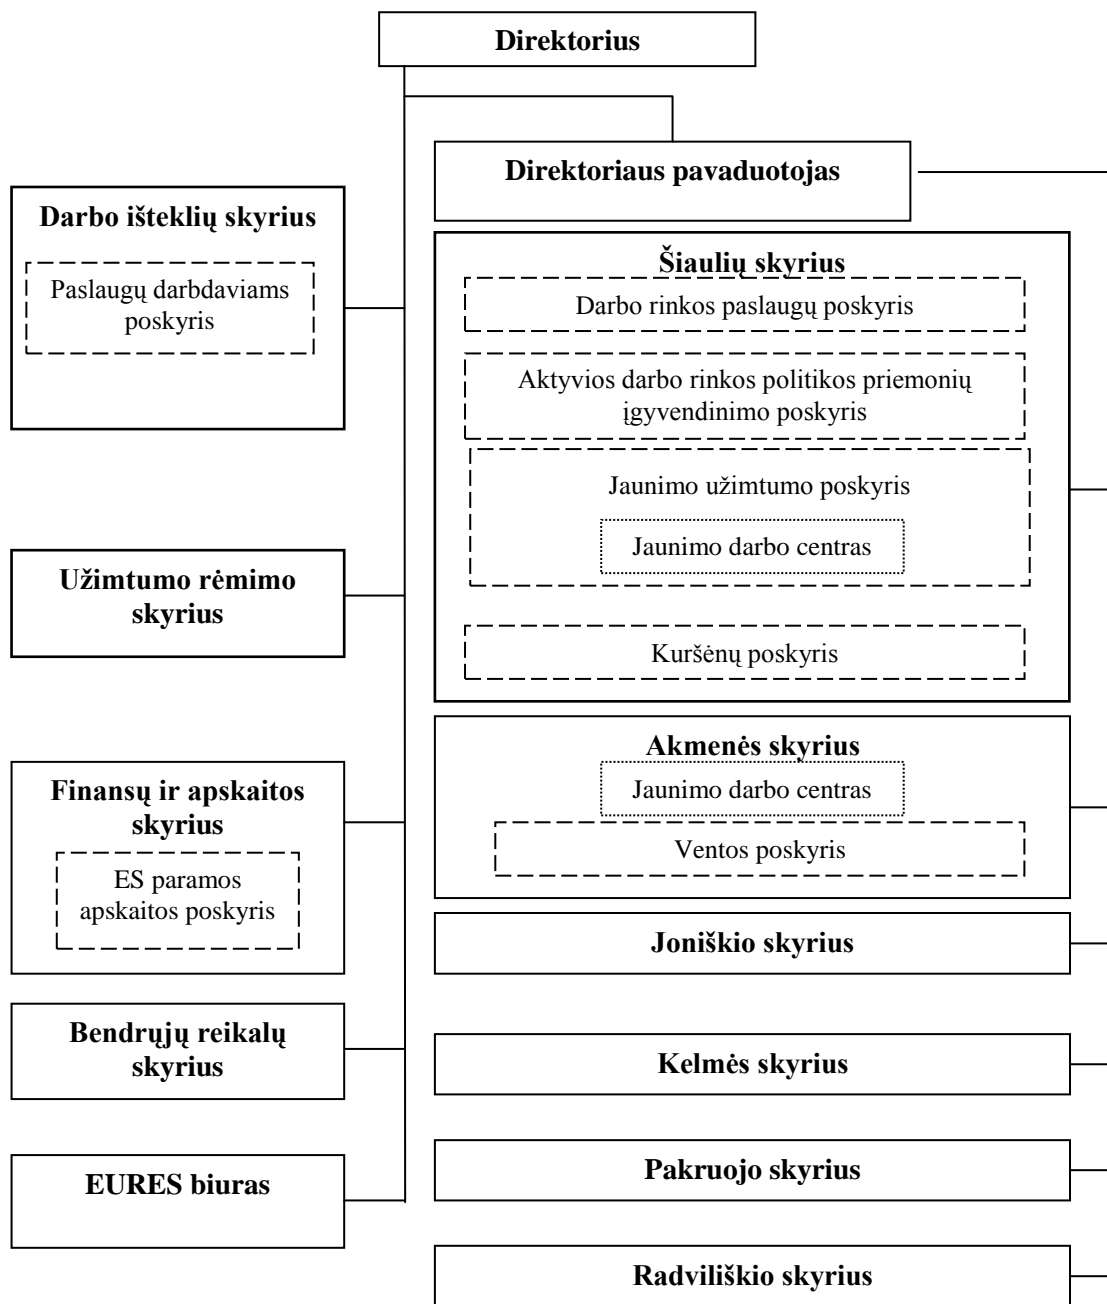 Direktorius
Direktoriaus pavaduotojas
Darbo išteklių skyrius
Paslaugų darbdaviams
poskyris
Užimtumo rėmimo
skyrius
Finansų ir apskaitos
skyrius
ES paramos
apskaitos poskyris
Bendrųjų reikalų
skyrius
EURES biuras
Šiaulių skyrius
Darbo rinkos paslaugų poskyris
Aktyvios darbo rinkos politikos priemonių
įgyvendinimo poskyris
Jaunimo užimtumo poskyris
Jaunimo darbo centras
Kuršėnų poskyris
Akmenės skyrius
Jaunimo darbo centras
Ventos poskyris
Joniškio skyrius
Kelmės skyrius
Pakruojo skyrius
Radviliškio skyrius